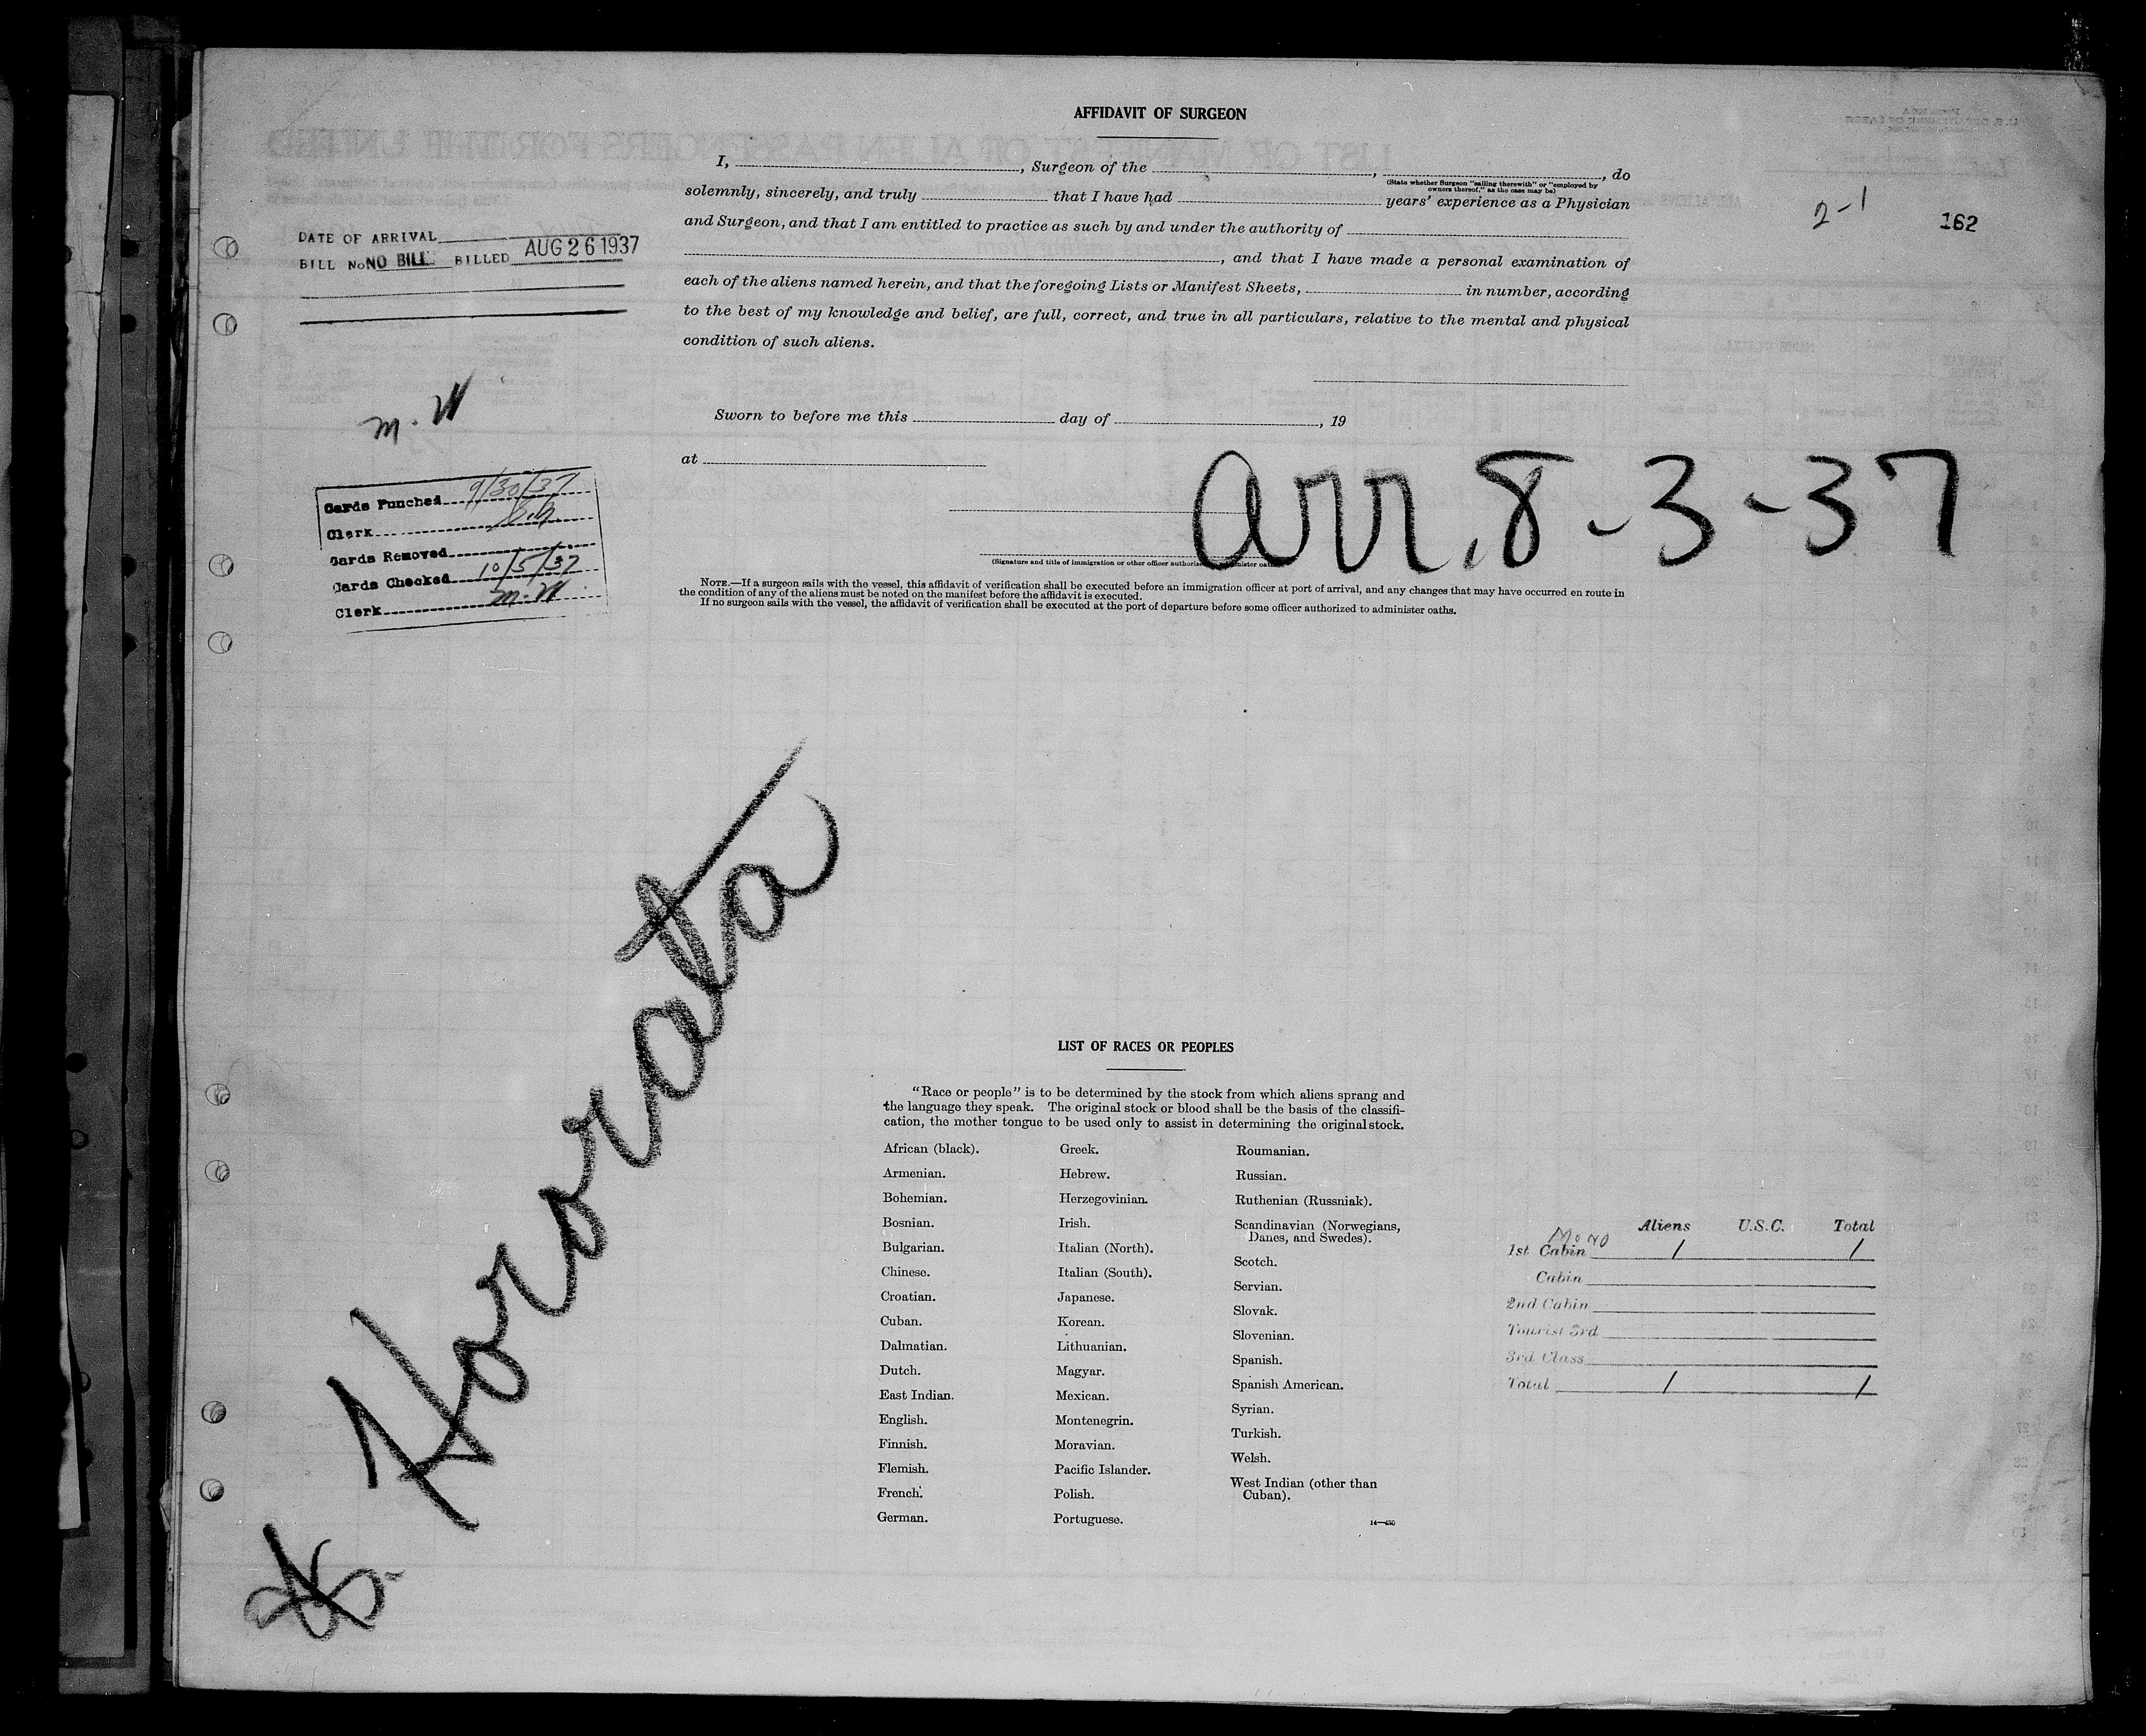 AFFIDAVIT OF SURGEON
I, , Surgeon of the , , do
(State whether Surgeon "sailing therewith" or "employed by
owners thereof," as the case may be)
solemnly, sincerely, and truly that I have had years' experience as a Physician
and Surgeon, and that I am entitled to practice as such by and under the authority of
, and that I have made a personal examination of
each of the aliens named herein, and that the foregoing Lists or Manifest Sheets, in number, according
to the best of my knowledge and belief, are full, correct, and true in all particulars, relative to the mental and physical
condition of such aliens.
2-1
162
DATE OF ARRIVAL
BILL No NO BILL BILLED AUG 26 1937
m. W
Sworn to before me this day of , 19
at
arr. 8-3-37
Cards Punched 9/30/37
Clerk
Cards Removed
Cards Checked 10/5/37
Clerk m. W
(Signature and title of immigration or other officer authorized to administer oaths)
NOTE.—If a surgeon sails with the vessel, this affidavit of verification shall be executed before an immigration officer at port of arrival, and any changes that may have occurred en route in
the condition of any of the aliens must be noted on the manifest before the affidavit is executed.
If no surgeon sails with the vessel, the affidavit of verification shall be executed at the port of departure before some officer authorized to administer oaths.
Hororata
LIST OF RACES OR PEOPLES
"Race or people" is to be determined by the stock from which aliens sprang and
the language they speak. The original stock or blood shall be the basis of the classifi-
cation, the mother tongue to be used only to assist in determining the original stock.
African (black).
Armenian.
Bohemian.
Bosnian.
Bulgarian.
Chinese.
Croatian.
Cuban.
Dalmatian.
Dutch.
East Indian.
English.
Finnish.
Flemish.
French.
German.
Greek.
Hebrew.
Herzegovinian.
Irish.
Italian (North).
Italian (South).
Japanese.
Korean.
Lithuanian.
Magyar.
Mexican.
Montenegrin.
Moravian.
Pacific Islander.
Polish.
Portuguese.
Roumanian.
Russian.
Ruthenian (Russniak).
Scandinavian (Norwegians,
Danes, and Swedes).
Scotch.
Servian.
Slovak.
Slovenian.
Spanish.
Spanish American.
Syrian.
Turkish.
Welsh.
West Indian (other than
Cuban).
14—430
Aliens U.S.C. Total
1st Cabin 1 1
Cabin
2nd Cabin
Tourist 3rd
3rd Class
Total 1 1